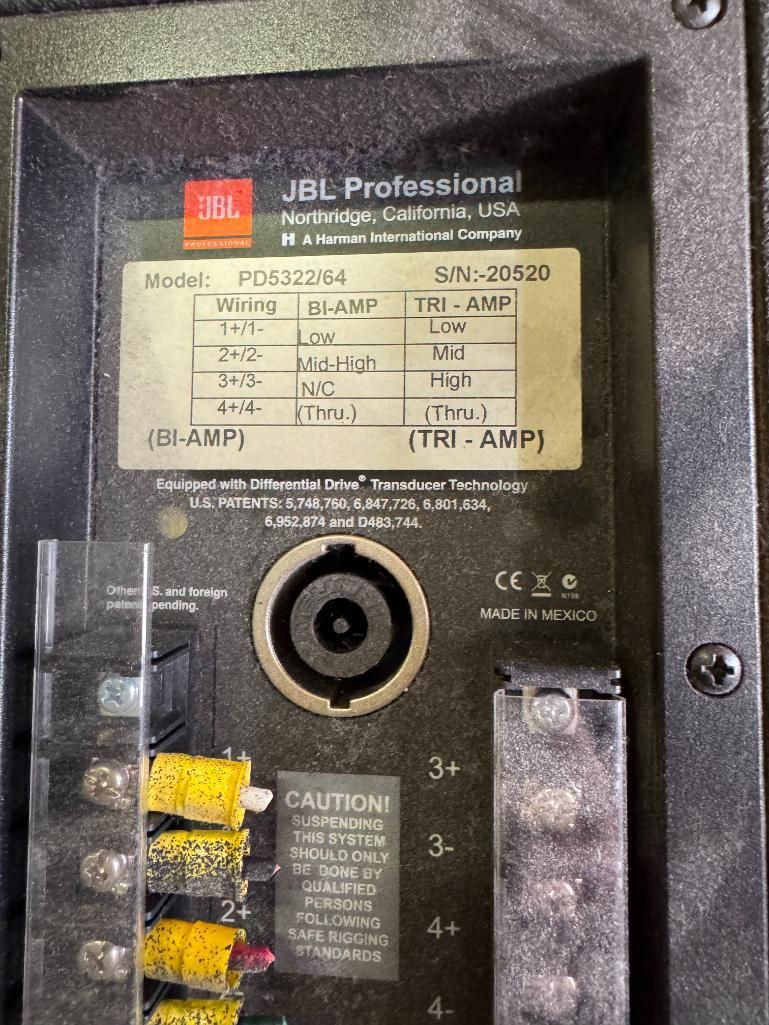 JBL
PROFESSIONAL
JBL Professional
Northridge, California, USA
H A Harman International Company
Model: PD5322/64 S/N:-20520
Wiring BI-AMP TRI - AMP
1+/1- Low Low
2+/2- Mid-High Mid
3+/3- N/C High
4+/4- (Thru.) (Thru.)
(BI-AMP) (TRI - AMP)
Equipped with Differential Drive® Transducer Technology
U.S. PATENTS: 5,748,760, 6,847,726, 6,801,634,
6,952,874 and D483,744.
Other S. and foreign
patents pending.
CE
N108
MADE IN MEXICO
1+
2+
3+
3-
4+
4-
CAUTION!
SUSPENDING
THIS SYSTEM
SHOULD ONLY
BE DONE BY
QUALIFIED
PERSONS
FOLLOWING
SAFE RIGGING
STANDARDS